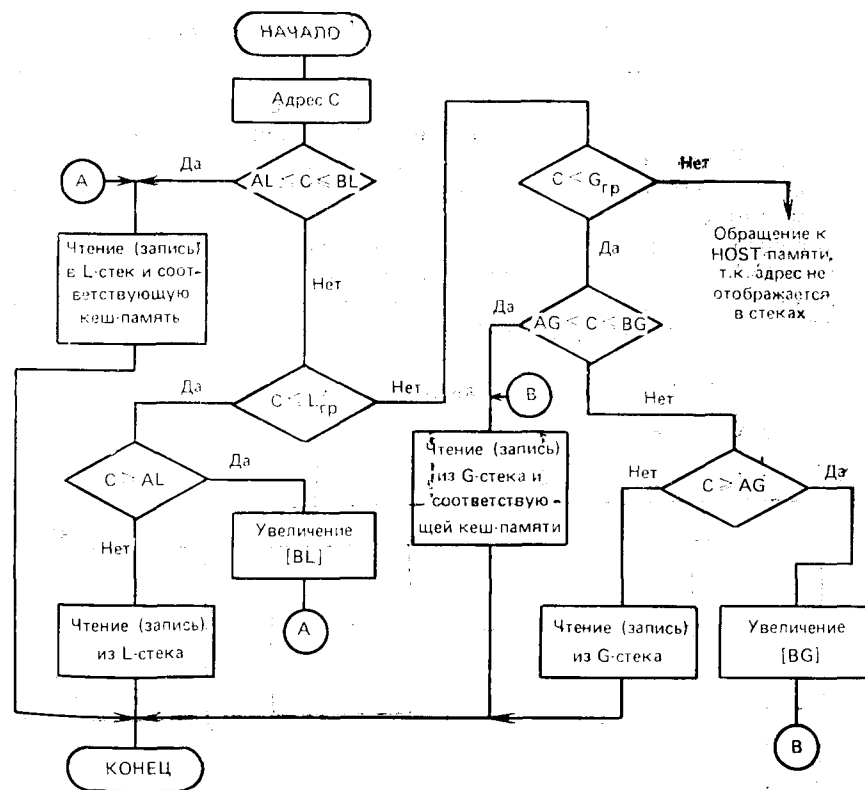 НАЧАЛО
Адрес C
Да
A
AL ≤ C ≤ BL
Нет
C < Gгр
Чтение (запись)
в L-стек и соот-
ветствующую
кеш-память
Нет
Да
Обращение к
HOST-памяти,
т.к. адрес не
отображается
в стеках
Да
AG < C ≤ BG
Да
C ≤ Lгр
Нет
B
Нет
C > AL
Да
Чтение (запись)
из G-стека и
соответствую-
щей кеш-памяти
Нет
C ≥ AG
Да
Нет
Увеличение
[BL]
Чтение (запись)
из L-стека
A
Чтение (запись)
из G-стека
Увеличение
[BG]
B
КОНЕЦ